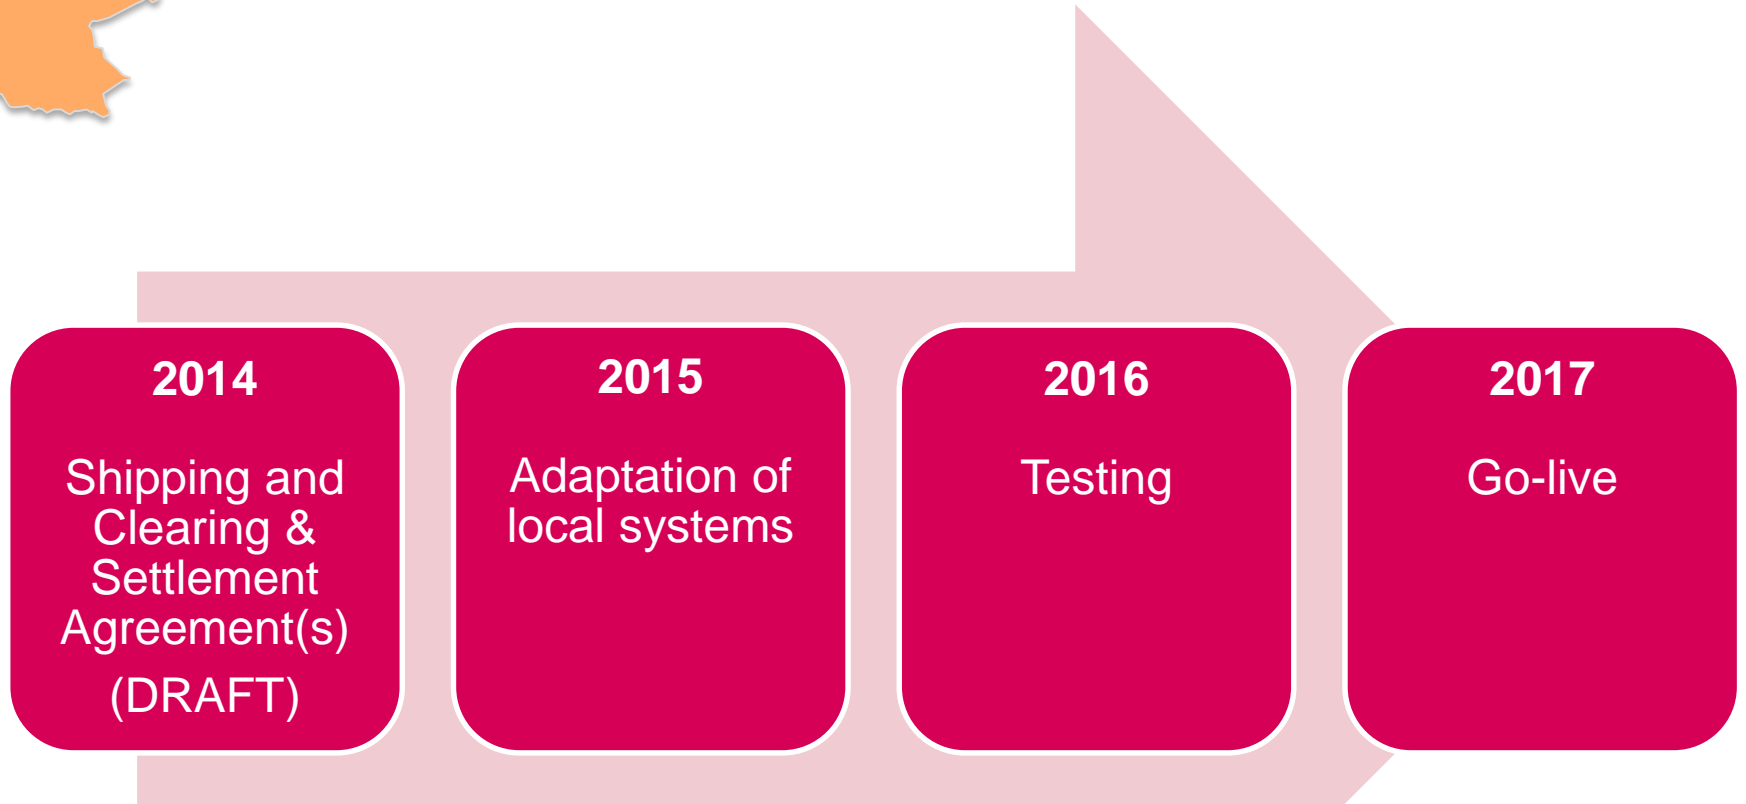 2014
Shipping and
Clearing &
Settlement
Agreement(s)
(DRAFT)
2015
Adaptation of
local systems
2016
Testing
2017
Go-live